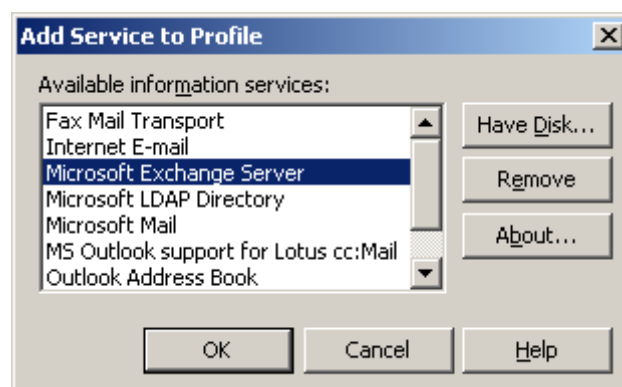 Add Service to Profile
Available information services:
Fax Mail Transport
Internet E-mail
Microsoft Exchange Server
Microsoft LDAP Directory
Microsoft Mail
MS Outlook support for Lotus cc:Mail
Outlook Address Book
Have Disk...
Remove
About...
OK
Cancel
Help